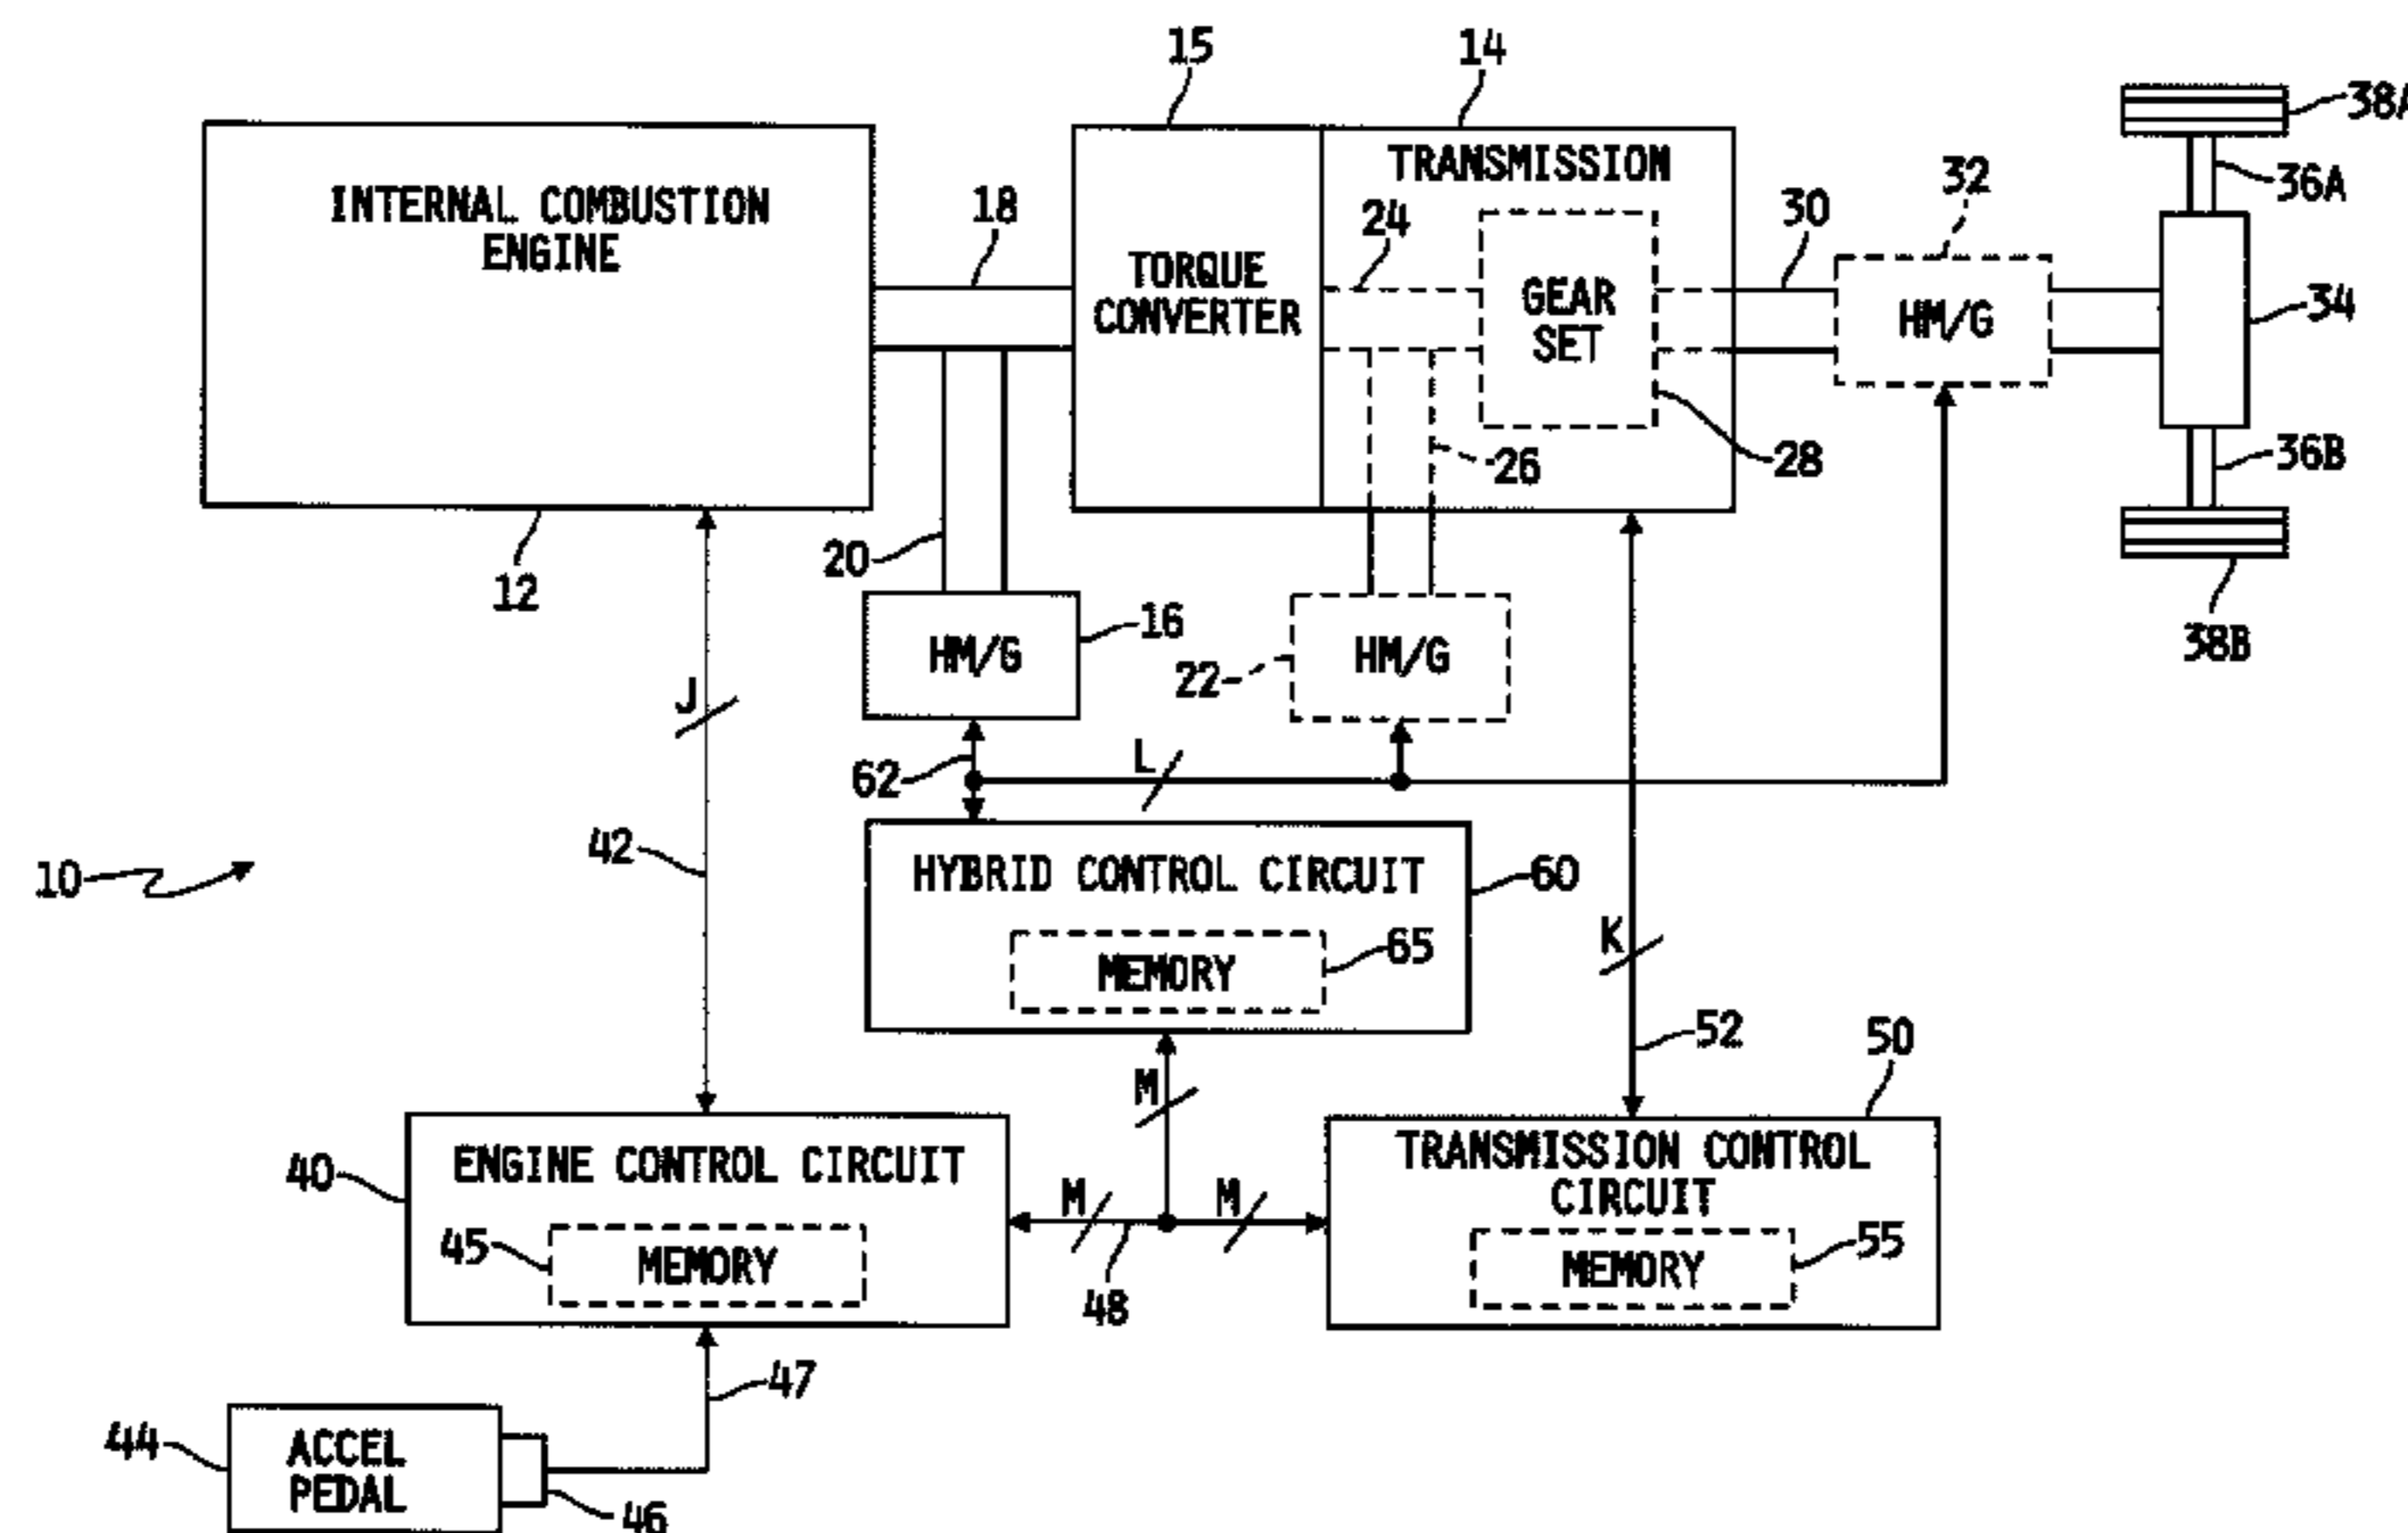 15
14
38A
INTERNAL COMBUSTION
ENGINE
18
TRANSMISSION
24
30
32
36A
TORQUE
CONVERTER
GEAR
SET
HM/G
34
26
28
36B
12
20
HM/G
16
22
HM/G
38B
J
62
L
42
10
HYBRID CONTROL CIRCUIT
60
MEMORY
65
K
52
50
M
40
ENGINE CONTROL CIRCUIT
45
MEMORY
M
M
48
TRANSMISSION CONTROL
CIRCUIT
MEMORY
55
47
44
ACCEL
PEDAL
46